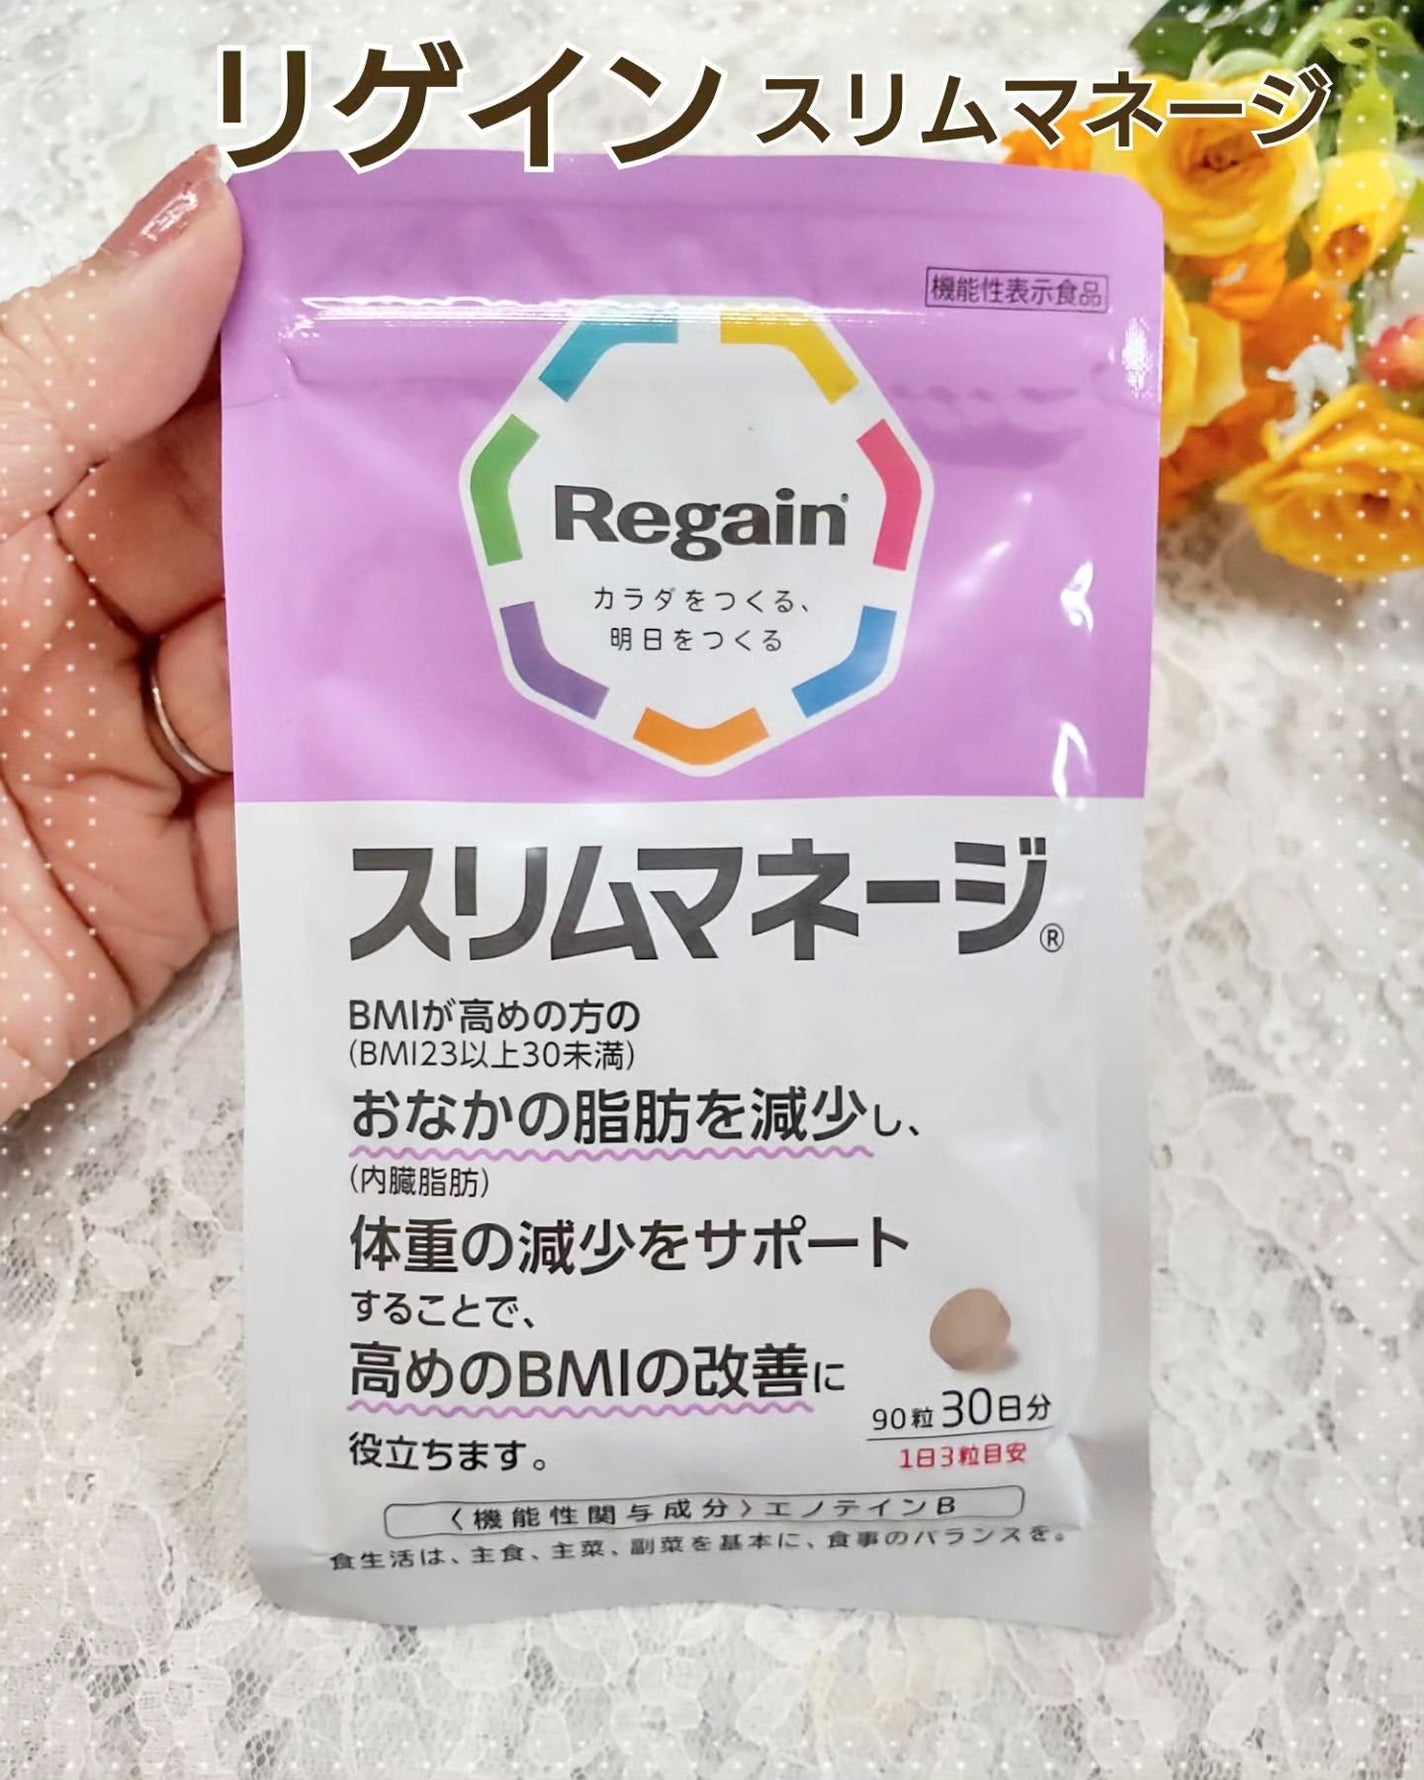 リゲイン スリムマネージ
機能性表示食品
Regain
カラダをつくる、
明日をつくる
スリムマネージ®
BMIが高めの方の
(BMI23以上30未満)
おなかの脂肪を減少し、
(内臓脂肪)
体重の減少をサポート
することで、
高めのBMIの改善に
役立ちます。
90粒 30日分
1日3粒目安
〈機能性関与成分〉エノテインB
食生活は、主食、主菜、副菜を基本に、食事のバランスを。